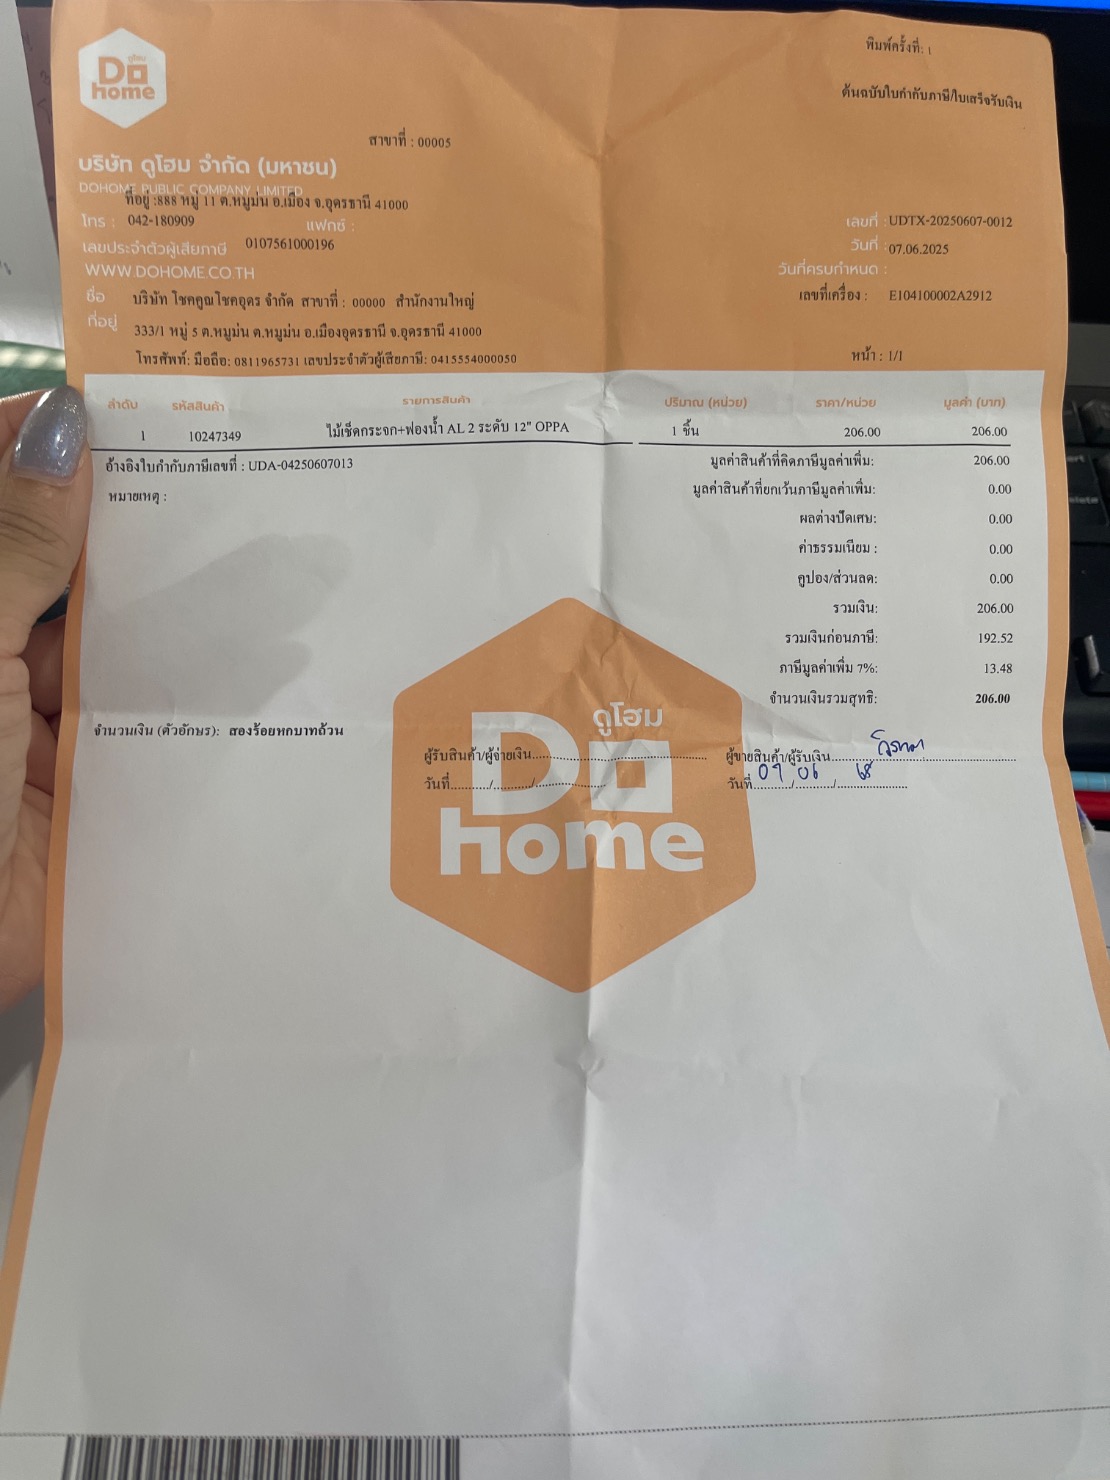 ดูโฮม
Do
home
พิมพ์ครั้งที่: 1
ต้นฉบับใบกำกับภาษี/ใบเสร็จรับเงิน
สาขาที่ : 00005
บริษัท ดูโฮม จำกัด (มหาชน)
DOHOME PUBLIC COMPANY LIMITED
ที่อยู่ :888 หมู่ 11 ต.หมูม่น อ.เมือง จ.อุดรธานี 41000
โทร : 042-180909 แฟกซ์ :
เลขประจำตัวผู้เสียภาษี 0107561000196
WWW.DOHOME.CO.TH
เลขที่ : UDTX-20250607-0012
วันที่ : 07.06.2025
วันที่ครบกำหนด :
เลขที่เครื่อง : E104100002A2912
ชื่อ บริษัท โชคคูณโชคอุดร จำกัด สาขาที่ : 00000 สำนักงานใหญ่
ที่อยู่ 333/1 หมู่ 5 ต.หมูม่น ต.หมูม่น อ.เมืองอุดรธานี จ.อุดรธานี 41000
โทรศัพท์: มือถือ: 0811965731 เลขประจำตัวผู้เสียภาษี: 0415554000050
หน้า : 1/1
ลำดับ รหัสสินค้า รายการสินค้า ปริมาณ (หน่วย) ราคา/หน่วย มูลค่า (บาท)
1 10247349 ไม้เช็ดกระจก+ฟองน้ำ AL 2 ระดับ 12" OPPA 1 ชิ้น 206.00 206.00
อ้างอิงใบกำกับภาษีเลขที่ : UDA-04250607013
หมายเหตุ :
มูลค่าสินค้าที่คิดภาษีมูลค่าเพิ่ม: 206.00
มูลค่าสินค้าที่ยกเว้นภาษีมูลค่าเพิ่ม: 0.00
ผลต่างปัดเศษ: 0.00
ค่าธรรมเนียม : 0.00
คูปอง/ส่วนลด: 0.00
รวมเงิน: 206.00
รวมเงินก่อนภาษี: 192.52
ภาษีมูลค่าเพิ่ม 7%: 13.48
จำนวนเงินรวมสุทธิ: 206.00
จำนวนเงิน (ตัวอักษร): สองร้อยหกบาทถ้วน
ผู้รับสินค้า/ผู้จ่ายเงิน
วันที่........../........../..................
ผู้ขายสินค้า/ผู้รับเงิน
วันที่ 07 / 06 / 68
ดูโฮม
Do
home